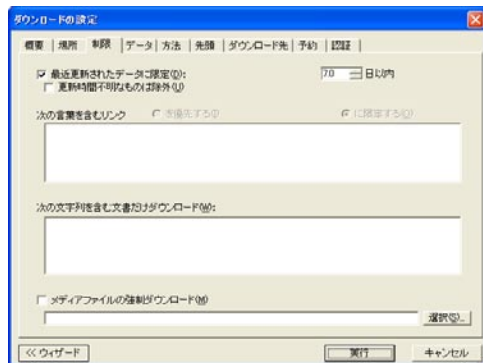 ダウンロードの設定
概要 場所 制限 データ 方法 先頭 ダウンロード先 予約 認証
最近更新されたデータに限定(D): 7.0 日以内
更新時間不明なものは除外(U)
次の言葉を含むリンク を優先する(I) に限定する(O)
次の文字列を含む文書だけダウンロード(W):
メディアファイルの強制ダウンロード(M)
選択(S)...
<< ウィザード 実行 キャンセル